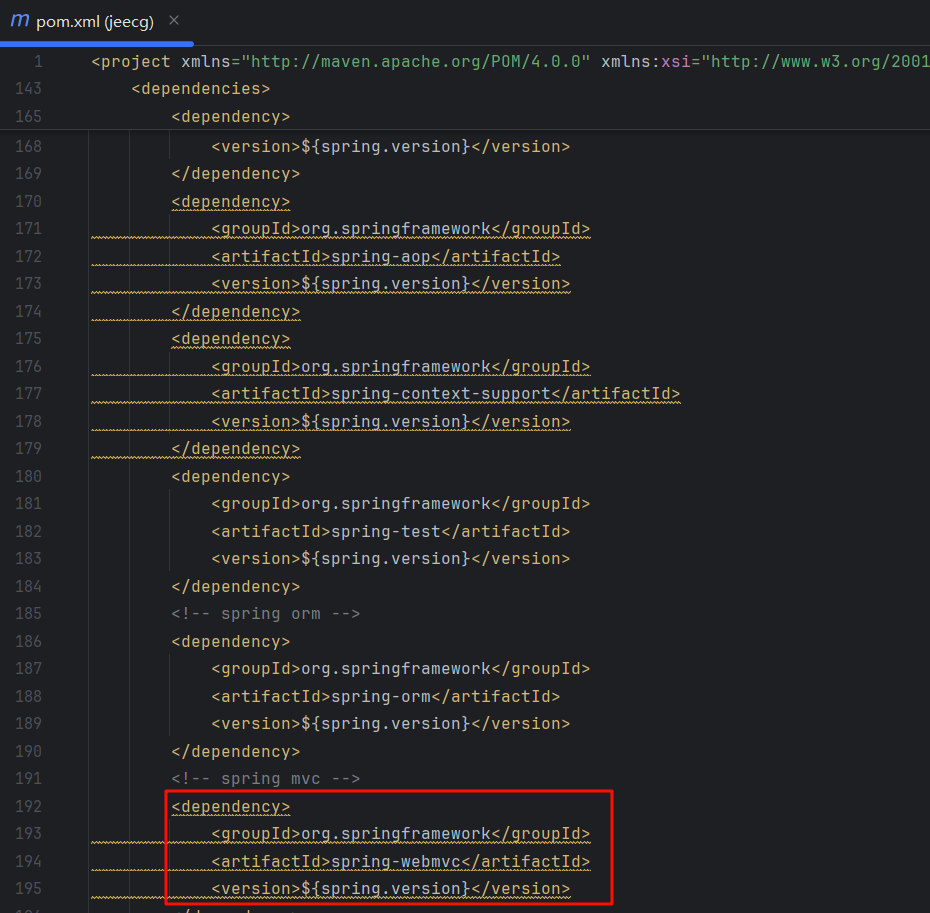 m pom.xml (jeecg) ×
1 <project xmlns="http://maven.apache.org/POM/4.0.0" xmlns:xsi="http://www.w3.org/2001
143 <dependencies>
165 <dependency>
168 <version>${spring.version}</version>
169 </dependency>
170 <dependency>
171 <groupId>org.springframework</groupId>
172 <artifactId>spring-aop</artifactId>
173 <version>${spring.version}</version>
174 </dependency>
175 <dependency>
176 <groupId>org.springframework</groupId>
177 <artifactId>spring-context-support</artifactId>
178 <version>${spring.version}</version>
179 </dependency>
180 <dependency>
181 <groupId>org.springframework</groupId>
182 <artifactId>spring-test</artifactId>
183 <version>${spring.version}</version>
184 </dependency>
185 <!-- spring orm -->
186 <dependency>
187 <groupId>org.springframework</groupId>
188 <artifactId>spring-orm</artifactId>
189 <version>${spring.version}</version>
190 </dependency>
191 <!-- spring mvc -->
192 <dependency>
193 <groupId>org.springframework</groupId>
194 <artifactId>spring-webmvc</artifactId>
195 <version>${spring.version}</version>